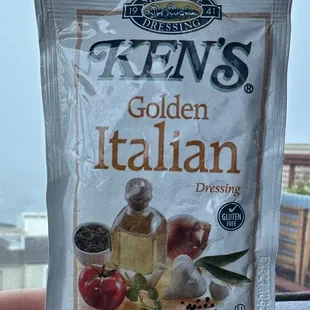 19 41
DRESSING
KEN'S®
Golden
Italian
Dressing
GLUTEN
FREE